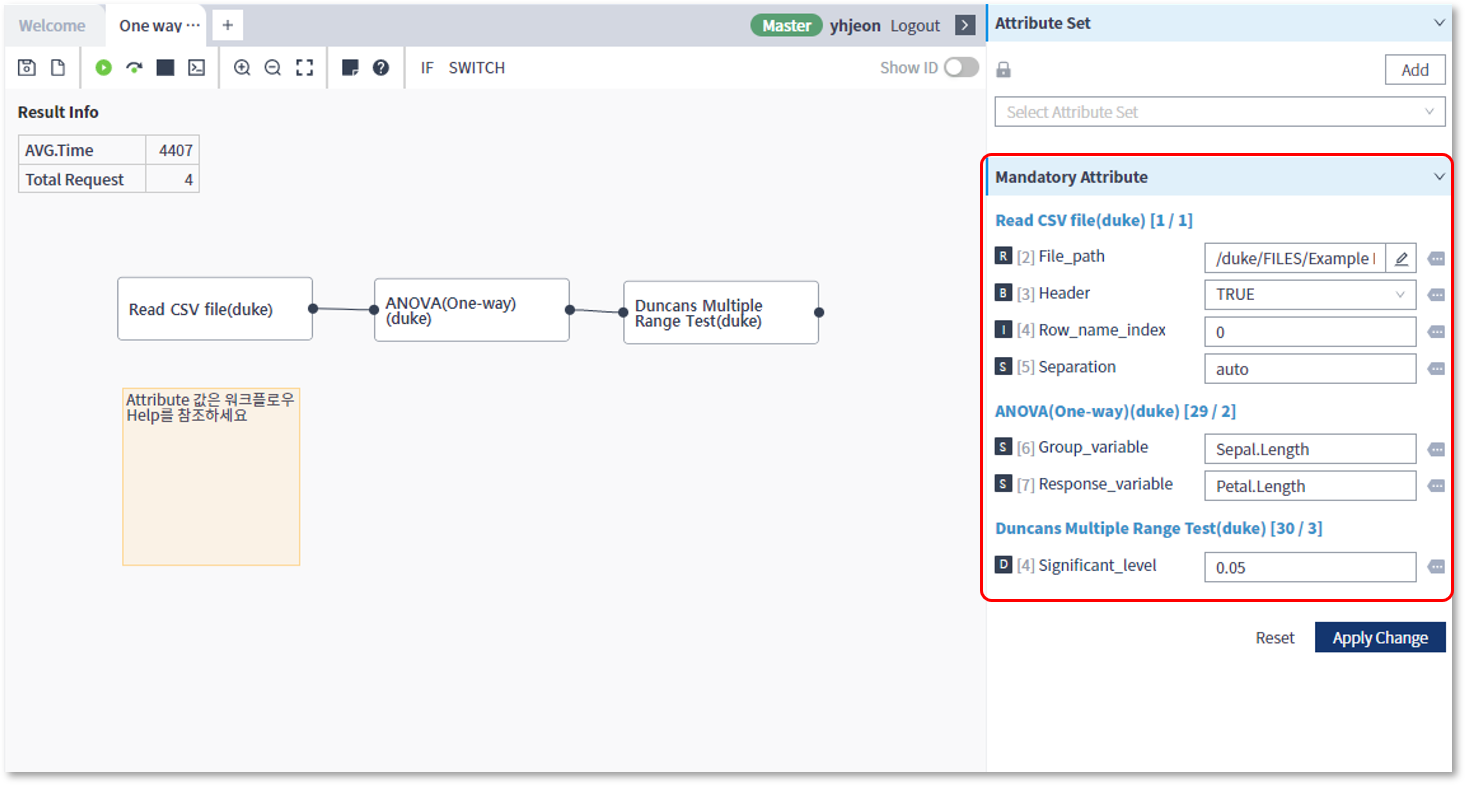 Welcome
One way ···
+
Master yhjeon Logout
IF SWITCH
Show ID
Result Info
AVG.Time 4407
Total Request 4
Read CSV file(duke)
ANOVA(One-way)
(duke)
Duncans Multiple
Range Test(duke)
Attribute 값은 워크플로우
Help를 참조하세요
Attribute Set
Add
Select Attribute Set
Mandatory Attribute
Read CSV file(duke) [1 / 1]
R [2] File_path /duke/FILES/Example
B [3] Header TRUE
I [4] Row_name_index 0
S [5] Separation auto
ANOVA(One-way)(duke) [29 / 2]
S [6] Group_variable Sepal.Length
S [7] Response_variable Petal.Length
Duncans Multiple Range Test(duke) [30 / 3]
D [4] Significant_level 0.05
Reset Apply Change